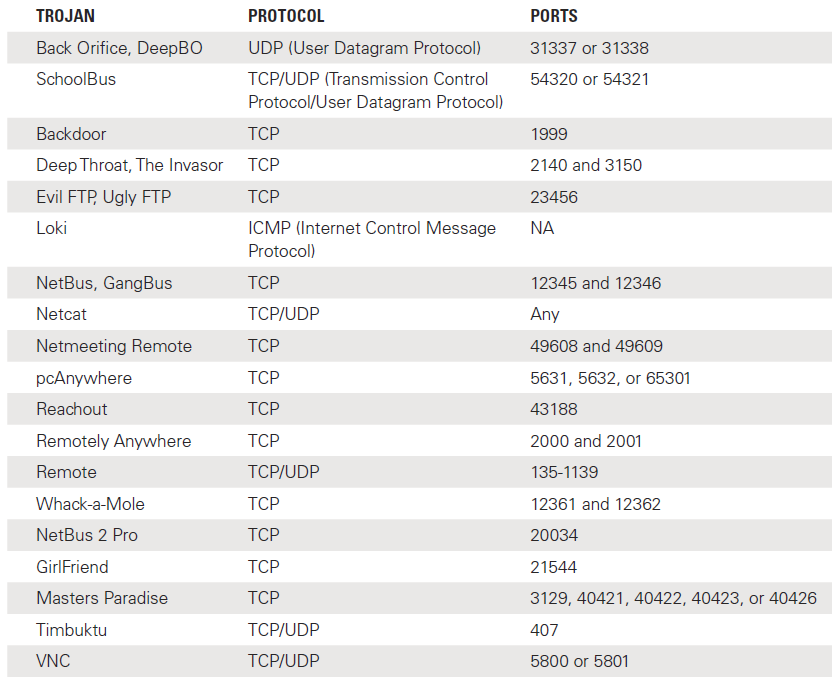 TROJAN PROTOCOL PORTS
Back Orifice, DeepBO UDP (User Datagram Protocol) 31337 or 31338
SchoolBus TCP/UDP (Transmission Control 54320 or 54321
Protocol/User Datagram Protocol)
Backdoor TCP 1999
Deep Throat, The Invasor TCP 2140 and 3150
Evil FTP, Ugly FTP TCP 23456
Loki ICMP (Internet Control Message NA
Protocol)
NetBus, GangBus TCP 12345 and 12346
Netcat TCP/UDP Any
Netmeeting Remote TCP 49608 and 49609
pcAnywhere TCP 5631, 5632, or 65301
Reachout TCP 43188
Remotely Anywhere TCP 2000 and 2001
Remote TCP/UDP 135-1139
Whack-a-Mole TCP 12361 and 12362
NetBus 2 Pro TCP 20034
GirlFriend TCP 21544
Masters Paradise TCP 3129, 40421, 40422, 40423, or 40426
Timbuktu TCP/UDP 407
VNC TCP/UDP 5800 or 5801